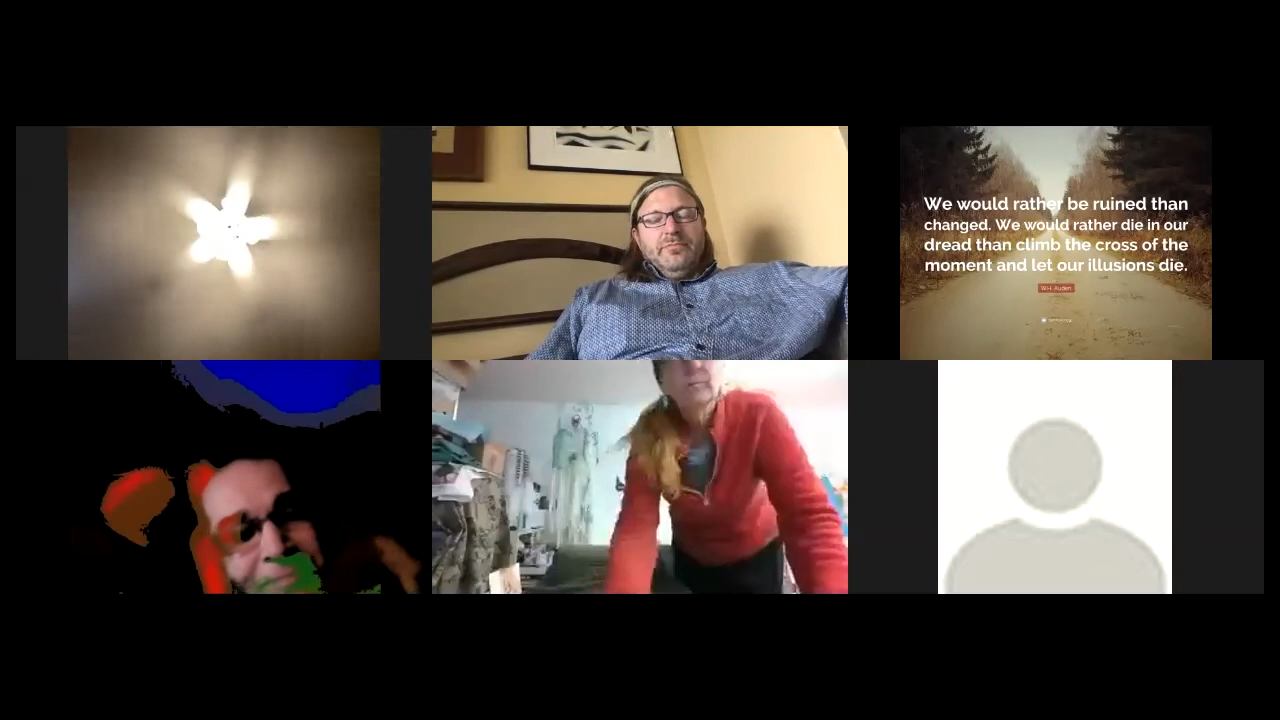 We would rather be ruined than
changed. We would rather die in our
dread than climb the cross of the
moment and let our illusions die.
W. H. Auden